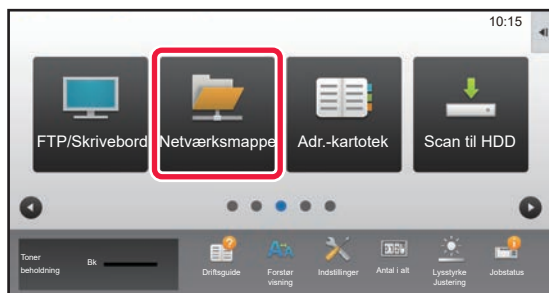 10:15
FTP/Skrivebord
Netværksmappe
Adr.-kartotek
Scan til HDD
Toner
beholdning
Bk
Driftsguide
Forstør
visning
Indstillinger
Antal i alt
Lysstyrke
Justering
Jobstatus